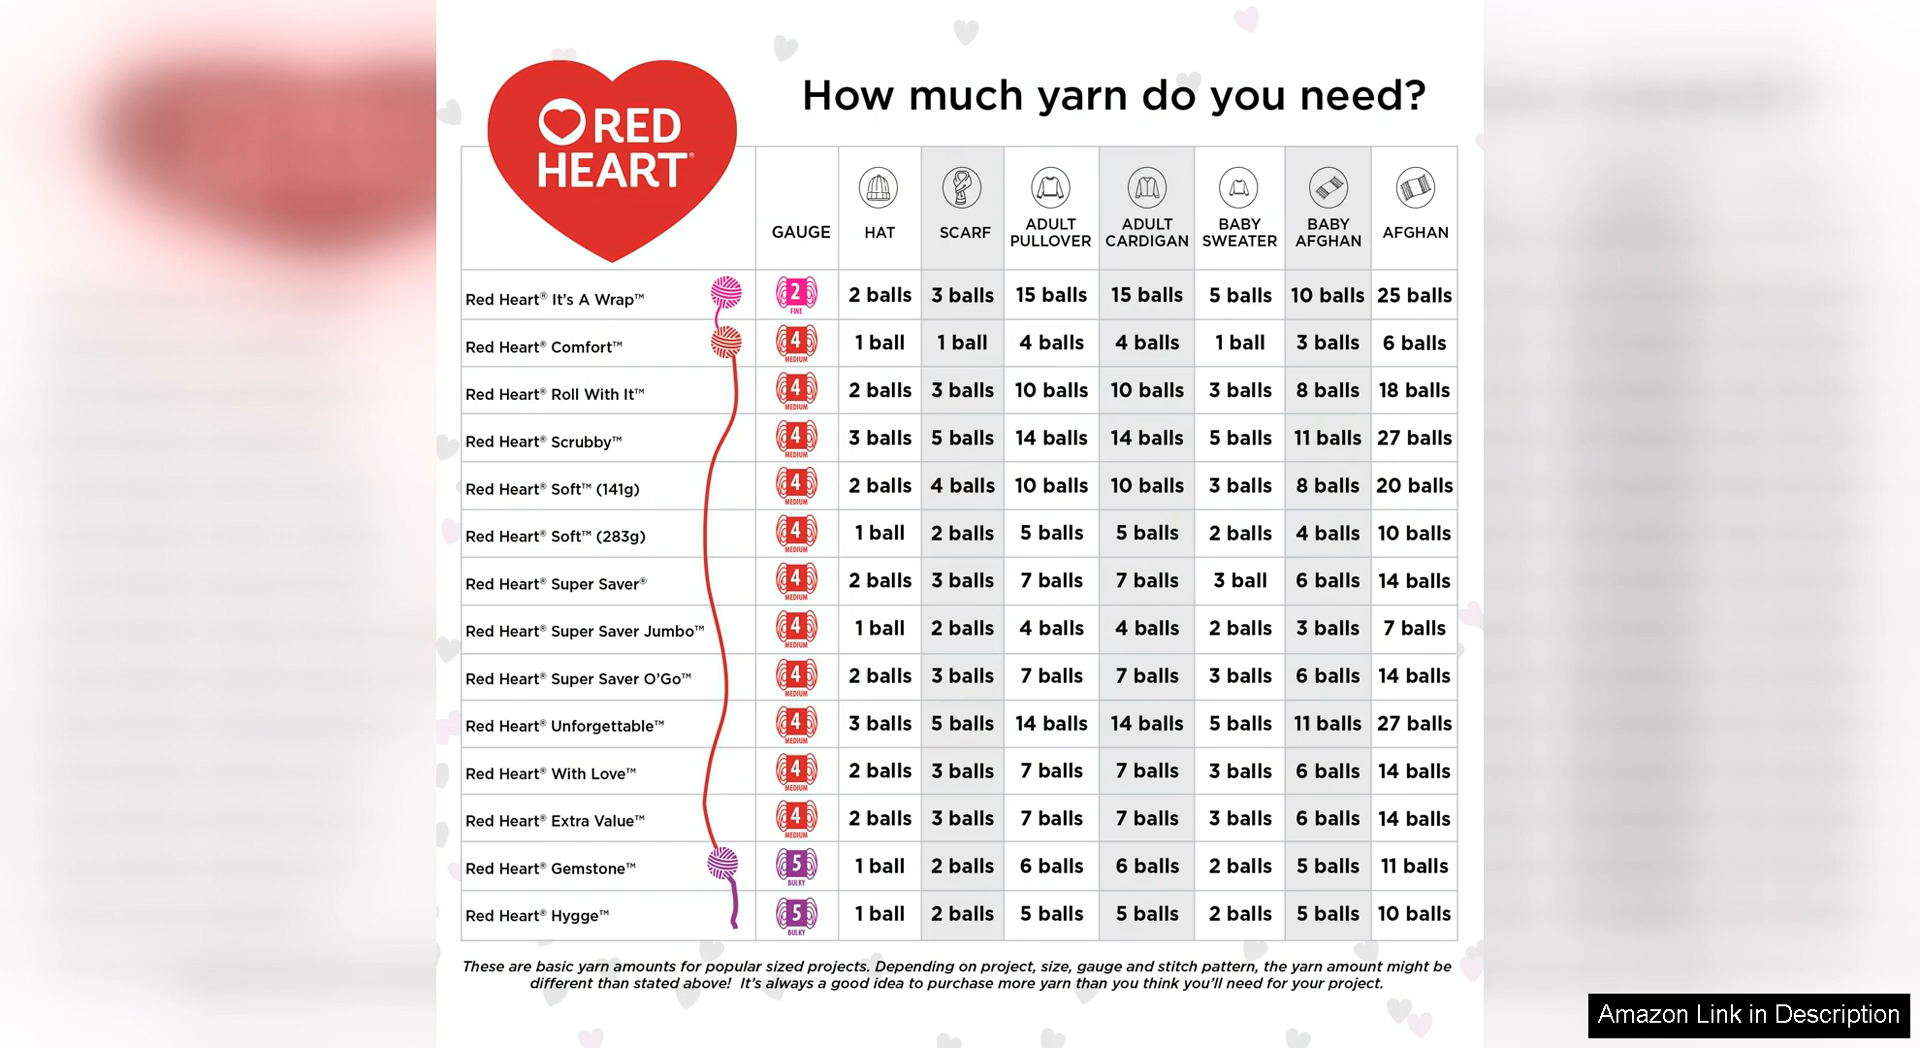 RED
HEART®
How much yarn do you need?
GAUGE HAT SCARF ADULT PULLOVER ADULT CARDIGAN BABY SWEATER BABY AFGHAN AFGHAN
Red Heart® It's A Wrap™ 2 FINE 2 balls 3 balls 15 balls 15 balls 5 balls 10 balls 25 balls
Red Heart® Comfort™ 4 MEDIUM 1 ball 1 ball 4 balls 4 balls 1 ball 3 balls 6 balls
Red Heart® Roll With It™ 4 MEDIUM 2 balls 3 balls 10 balls 10 balls 3 balls 8 balls 18 balls
Red Heart® Scrubby™ 4 MEDIUM 3 balls 5 balls 14 balls 14 balls 5 balls 11 balls 27 balls
Red Heart® Soft™ (141g) 4 MEDIUM 2 balls 4 balls 10 balls 10 balls 3 balls 8 balls 20 balls
Red Heart® Soft™ (283g) 4 MEDIUM 1 ball 2 balls 5 balls 5 balls 2 balls 4 balls 10 balls
Red Heart® Super Saver® 4 MEDIUM 2 balls 3 balls 7 balls 7 balls 3 ball 6 balls 14 balls
Red Heart® Super Saver Jumbo™ 4 MEDIUM 1 ball 2 balls 4 balls 4 balls 2 balls 3 balls 7 balls
Red Heart® Super Saver O'Go™ 4 MEDIUM 2 balls 3 balls 7 balls 7 balls 3 balls 6 balls 14 balls
Red Heart® Unforgettable™ 4 MEDIUM 3 balls 5 balls 14 balls 14 balls 5 balls 11 balls 27 balls
Red Heart® With Love™ 4 MEDIUM 2 balls 3 balls 7 balls 7 balls 3 balls 6 balls 14 balls
Red Heart® Extra Value™ 4 MEDIUM 2 balls 3 balls 7 balls 7 balls 3 balls 6 balls 14 balls
Red Heart® Gemstone™ 5 BULKY 1 ball 2 balls 6 balls 6 balls 2 balls 5 balls 11 balls
Red Heart® Hygge™ 5 BULKY 1 ball 2 balls 5 balls 5 balls 2 balls 5 balls 10 balls
These are basic yarn amounts for popular sized projects. Depending on project, size, gauge and stitch pattern, the yarn amount might be
different than stated above! It's always a good idea to purchase more yarn than you think you'll need for your project.
Amazon Link in Description